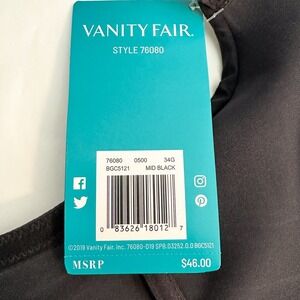 VANITY FAIR.
STYLE 76080
76080 0500 34G
BGC5121 MID BLACK
0 83626 18012 7
©2019 Vanity Fair, Inc. 76080-D19 SPB.03252.0.0 BGC5121
MSRP $46.00